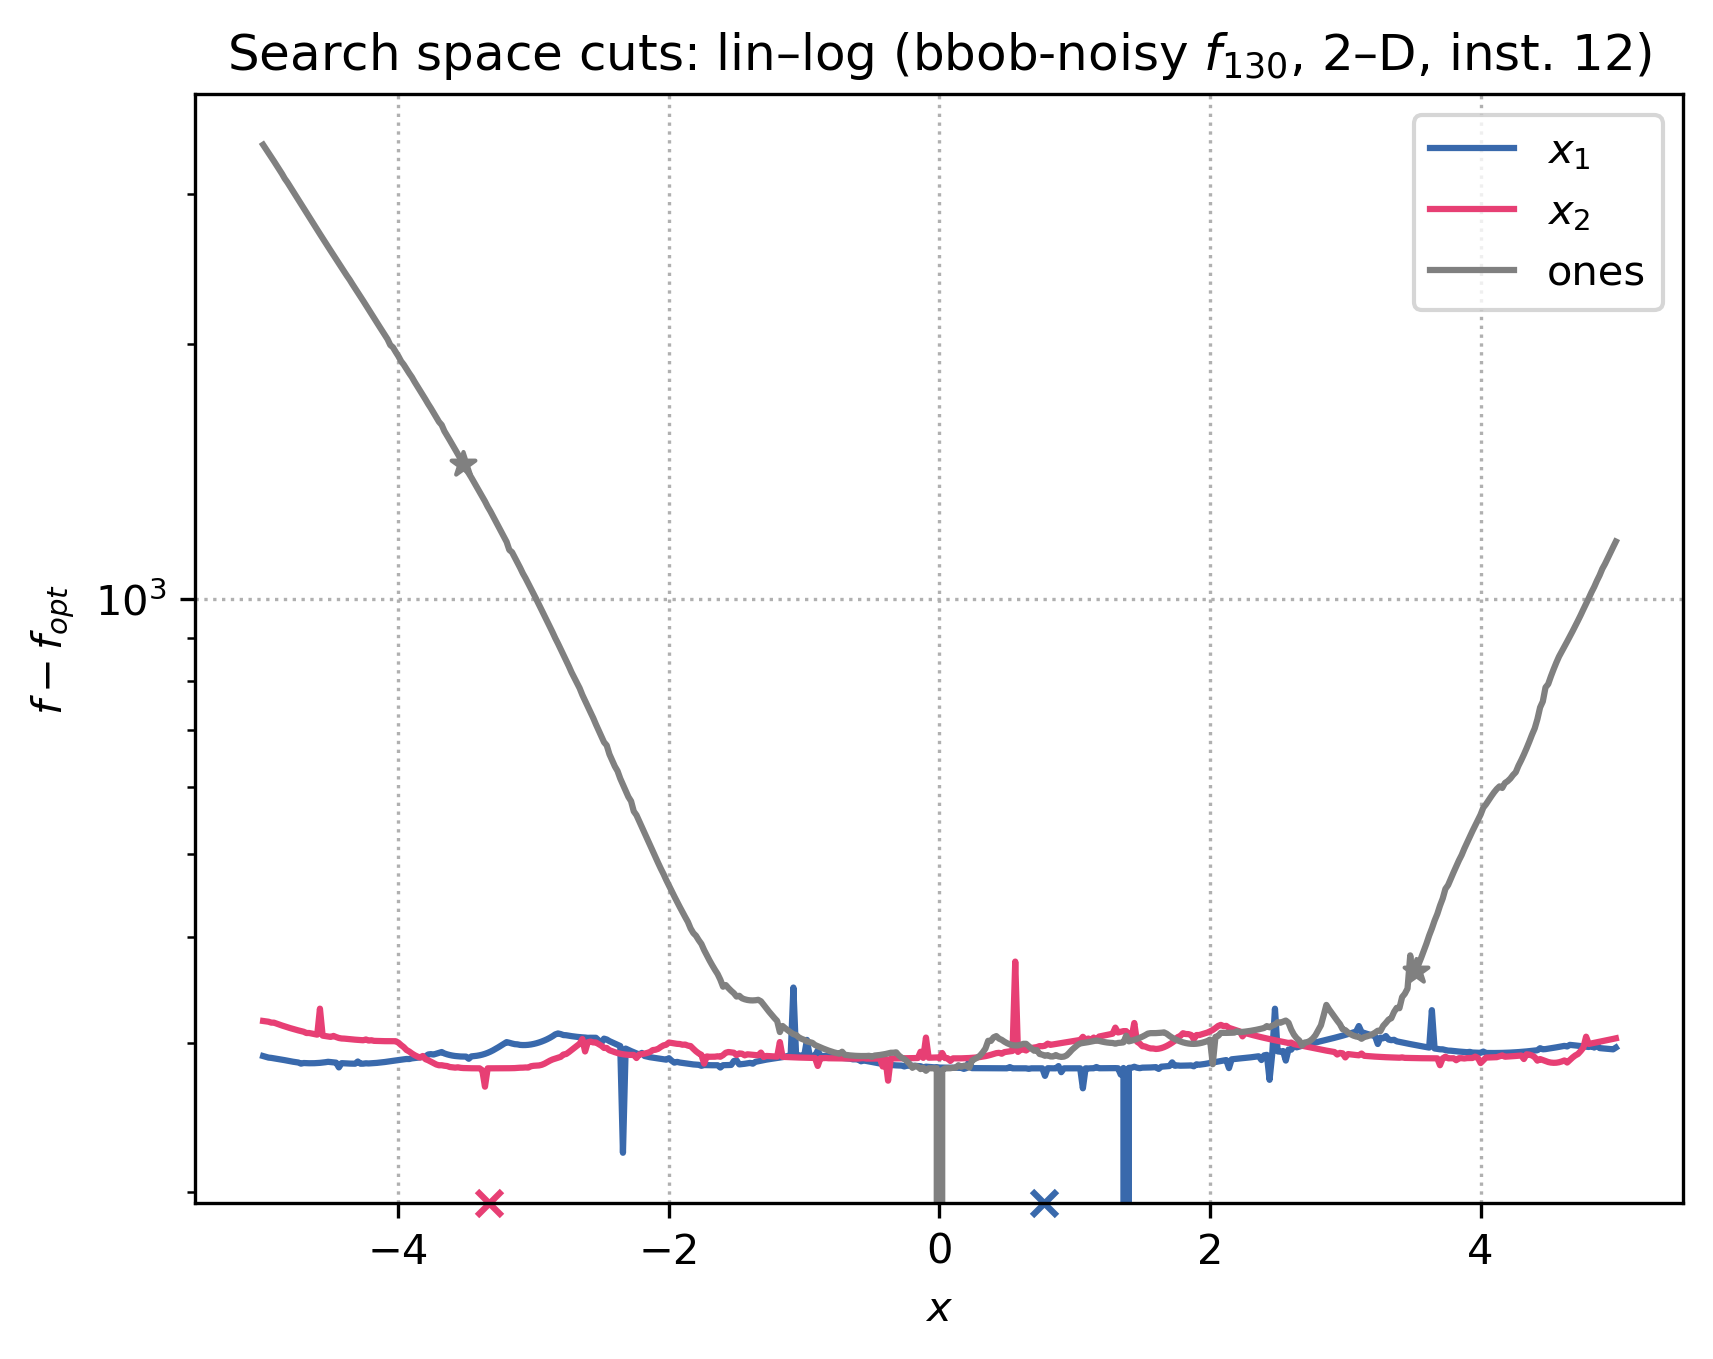 Search space cuts: lin–log (bbob-noisy f₁₃₀, 2–D, inst. 12)
x₁
x₂
ones
10³
f − f_opt
−4
−2
0
2
4
x